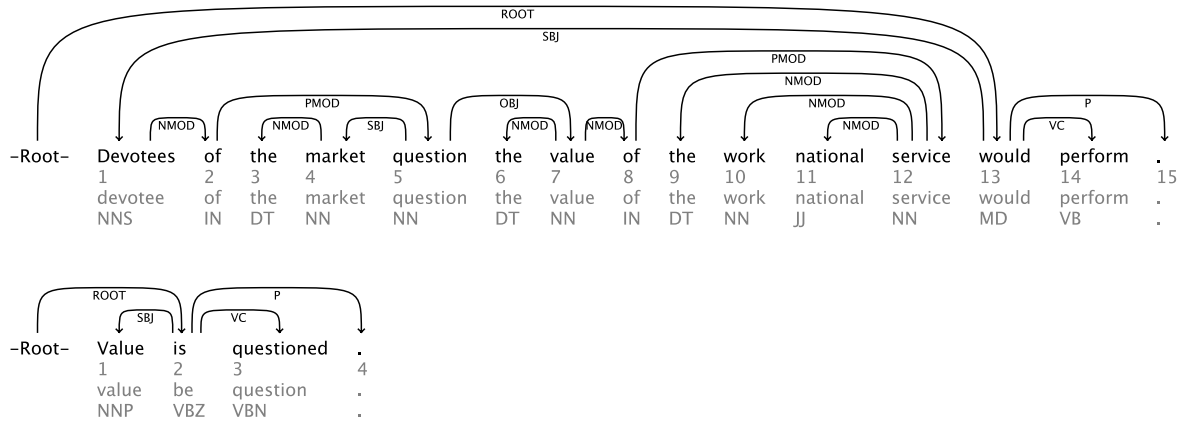 ROOT
SBJ
PMOD
NMOD
PMOD OBJ NMOD P
NMOD NMOD SBJ NMOD NMOD NMOD VC
–Root– Devotees of the market question the value of the work national service would perform .
1 2 3 4 5 6 7 8 9 10 11 12 13 14 15
devotee of the market question the value of the work national service would perform .
NNS IN DT NN NN DT NN IN DT NN JJ NN MD VB .
ROOT P
SBJ VC
–Root– Value is questioned .
1 2 3 4
value be question .
NNP VBZ VBN .